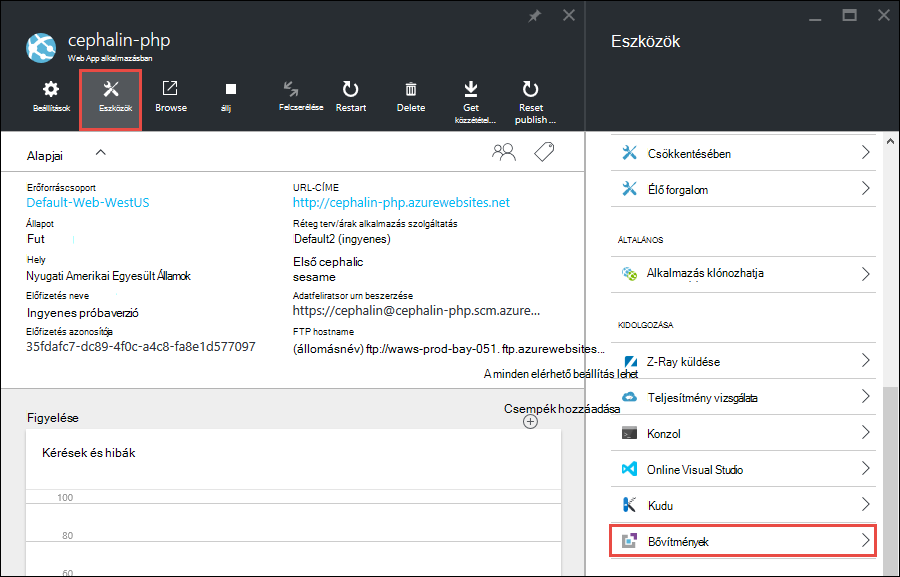 cephalin-php
Web App alkalmazásban
Beállítások
Eszközök
Browse
állj
Felcserélése
Restart
Delete
Get közzététel...
Reset publish ...
Alapjai
Erőforráscsoport
Default-Web-WestUS
Állapot
Fut
Hely
Nyugati Amerikai Egyesült Államok
Előfizetés neve
Ingyenes próbaverzió
Előfizetés azonosítója
35fdafc7-dc89-4f0c-a4c8-fa8e1d577097
URL-CÍME
http://cephalin-php.azurewebsites.net
Réteg terv/árak alkalmazás szolgáltatás
Default2 (ingyenes)
Első cephalic
sesame
Adatfeliratsor urn beszerzése
https://cephalin@cephalin-php.scm.azure...
FTP hostname
(állomásnév) ftp://waws-prod-bay-051. ftp.azurewebsites...
A minden elérhető beállítás lehet
Csempék hozzáadása
Figyelése
Kérések és hibák
100
80
60
Eszközök
Csökkentésében
Élő forgalom
ÁLTALÁNOS
Alkalmazás klónozhatja
KIDOLGOZÁSA
Z-Ray küldése
Teljesítmény vizsgálata
Konzol
Online Visual Studio
Kudu
Bővítmények